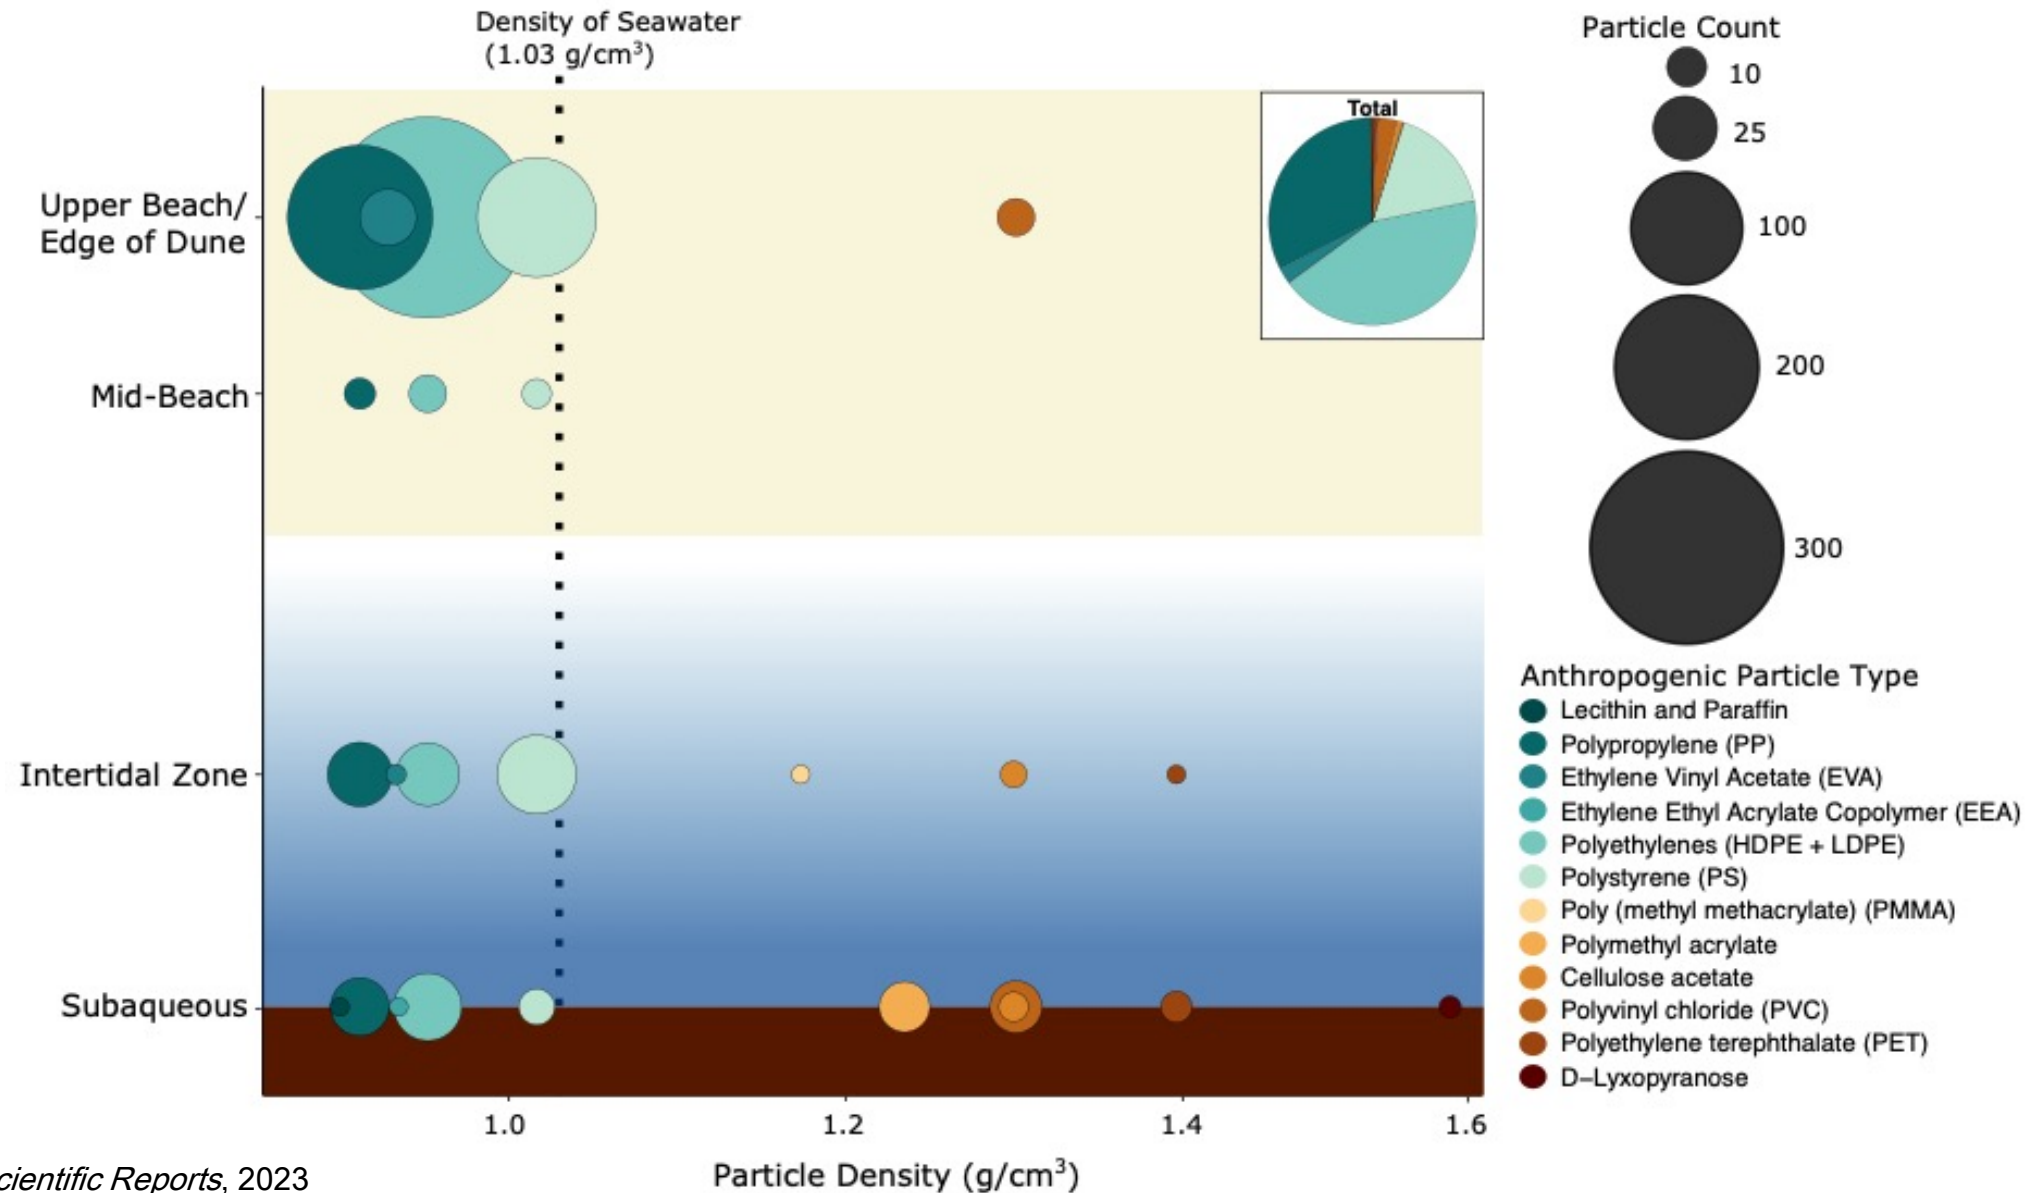 Density of Seawater
(1.03 g/cm³)
Upper Beach/
Edge of Dune
Mid-Beach
Intertidal Zone
Subaqueous
1.0
1.2
1.4
1.6
Particle Density (g/cm³)
Total
Particle Count
10
25
100
200
300
Anthropogenic Particle Type
Lecithin and Paraffin
Polypropylene (PP)
Ethylene Vinyl Acetate (EVA)
Ethylene Ethyl Acrylate Copolymer (EEA)
Polyethylenes (HDPE + LDPE)
Polystyrene (PS)
Poly (methyl methacrylate) (PMMA)
Polymethyl acrylate
Cellulose acetate
Polyvinyl chloride (PVC)
Polyethylene terephthalate (PET)
D–Lyxopyranose
cientific Reports, 2023